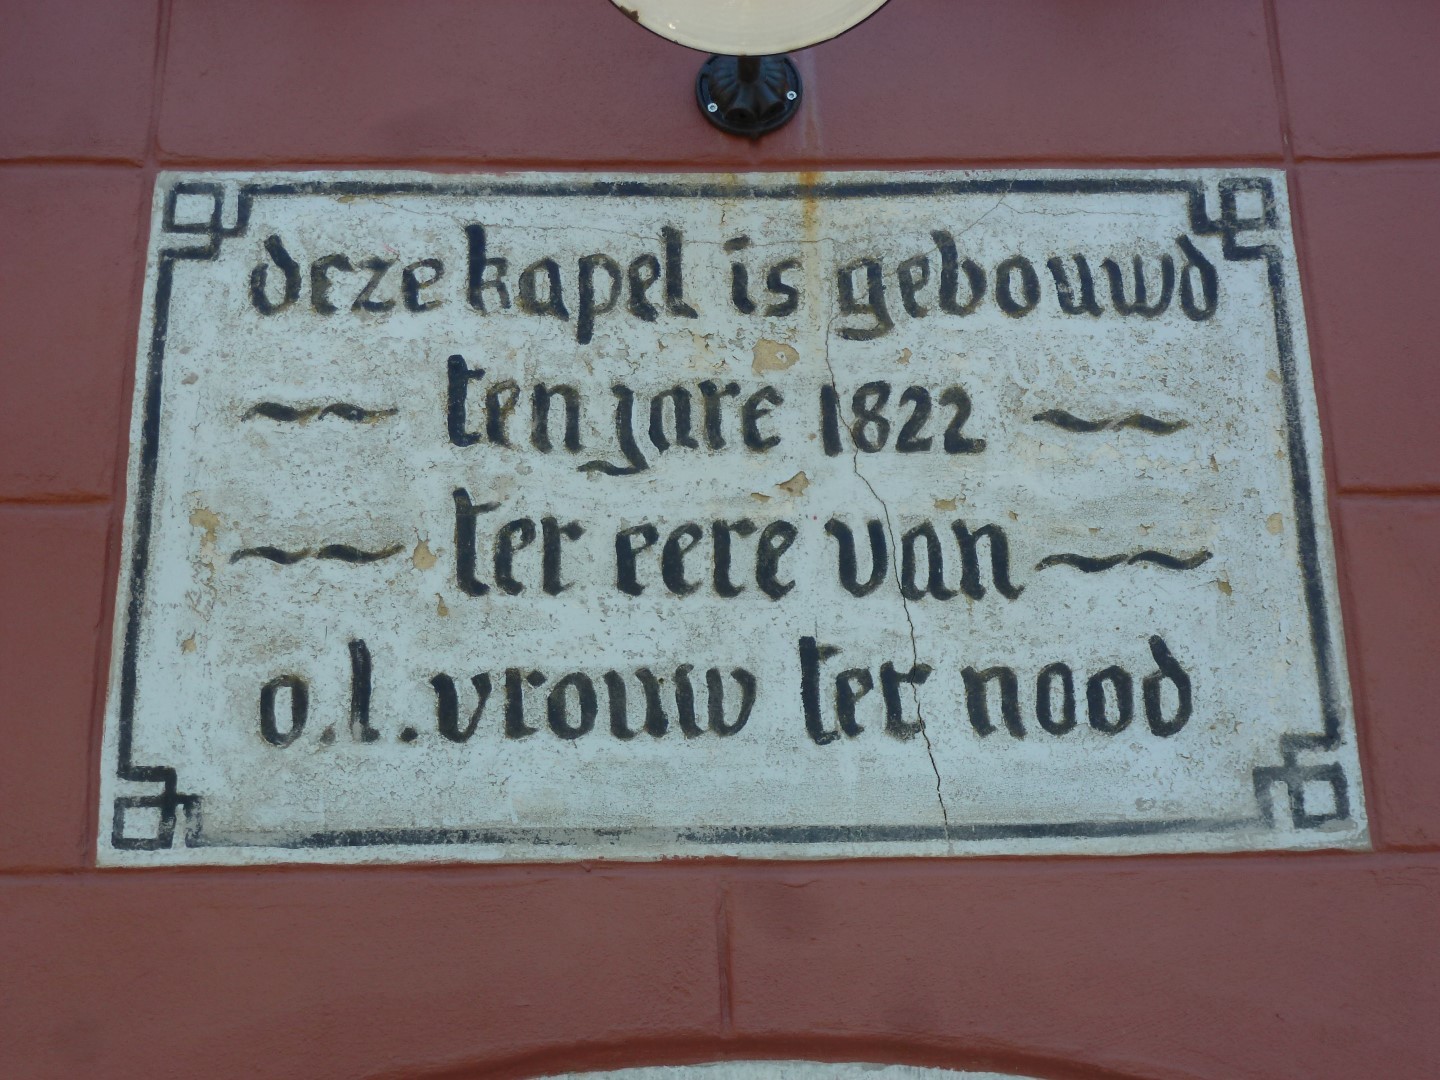 deze kapel is gebouwd
ten jare 1822
ter eere van
o.l. vrouw ter nood